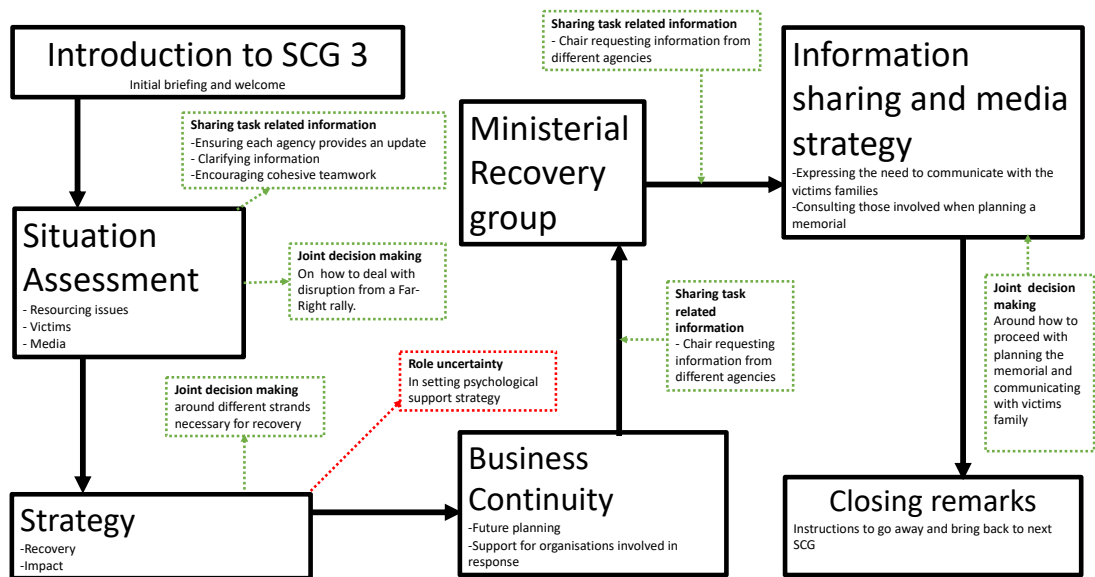 Introduction to SCG 3
Initial briefing and welcome
Sharing task related information
-Ensuring each agency provides an update
- Clarifying information
-Encouraging cohesive teamwork
Situation
Assessment
- Resourcing issues
- Victims
- Media
Joint decision making
On how to deal with
disruption from a Far-
Right rally.
Joint decision making
around different strands
necessary for recovery
Role uncertainty
In setting psychological
support strategy
Strategy
-Recovery
-Impact
Business
Continuity
-Future planning
-Support for organisations involved in
response
Sharing task
related
information
- Chair requesting
information from
different agencies
Ministerial
Recovery
group
Sharing task related information
- Chair requesting information from
different agencies
Information
sharing and media
strategy
-Expressing the need to communicate with the
victims families
-Consulting those involved when planning a
memorial
Joint decision
making
Around how to
proceed with
planning the
memorial and
communicating
with victims
family
Closing remarks
Instructions to go away and bring back to next
SCG